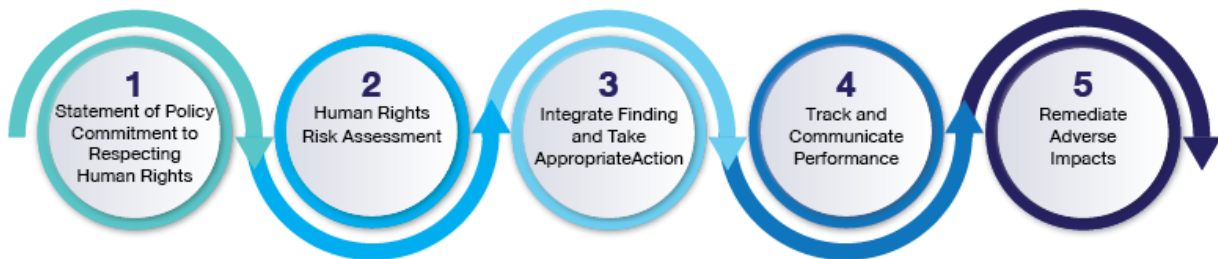 1
Statement of Policy
Commitment to
Respecting
Human Rights
2
Human Rights
Risk Assessment
3
Integrate Finding
and Take
AppropriateAction
4
Track and
Communicate
Performance
5
Remediate
Adverse
Impacts